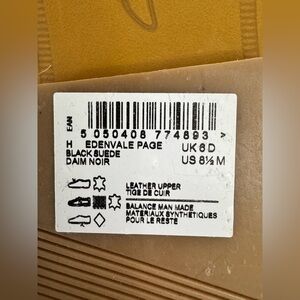 EAN
5 050408 774893 >
H EDENVALE PAGE UK 6 D
BLACK SUEDE US 8½ M
DAIM NOIR
LEATHER UPPER
TIGE DE CUIR
BALANCE MAN MADE
MATERIAUX SYNTHÉTIQUES
POUR LE RESTE